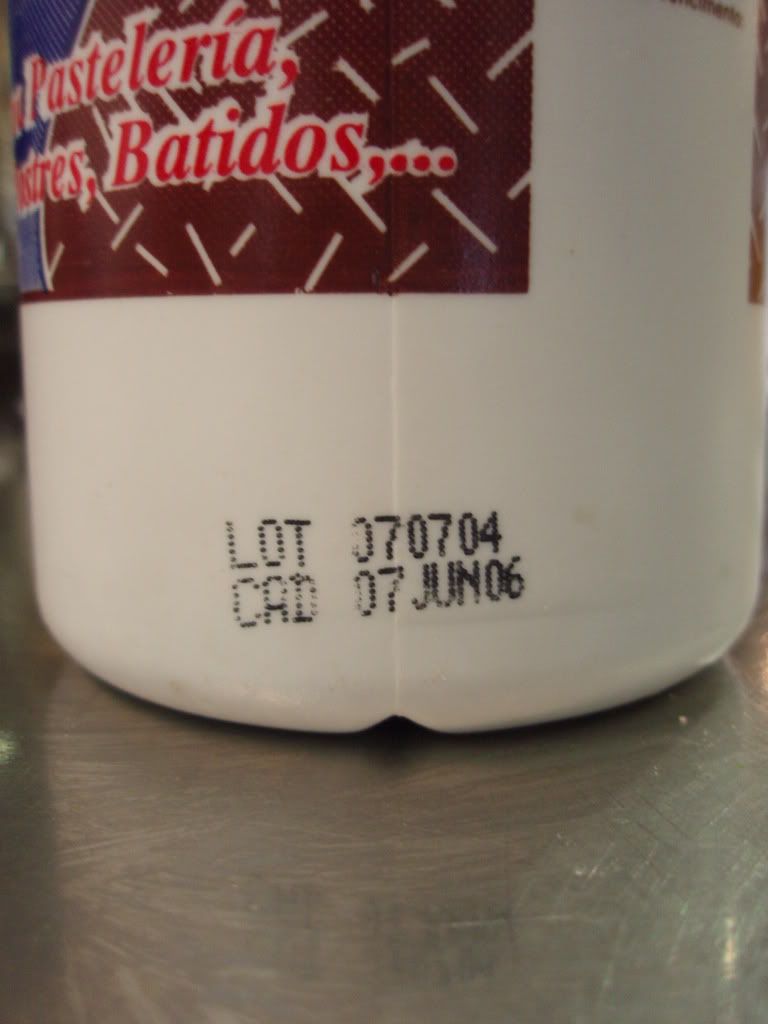 Pastelería,
Batidos,...
LOT 070704
CAD 07JUN06